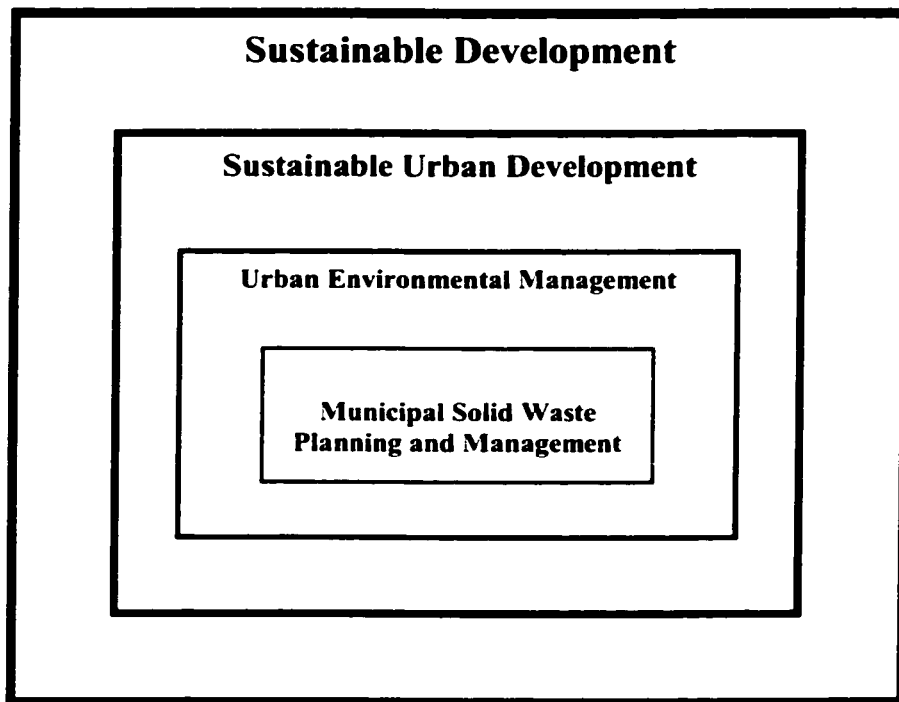 Sustainable Development
Sustainable Urban Development
Urban Environmental Management
Municipal Solid Waste
Planning and Management